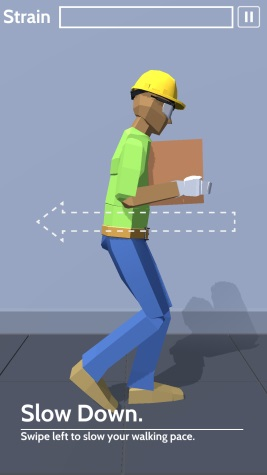 Strain
Slow Down.
Swipe left to slow your walking pace.